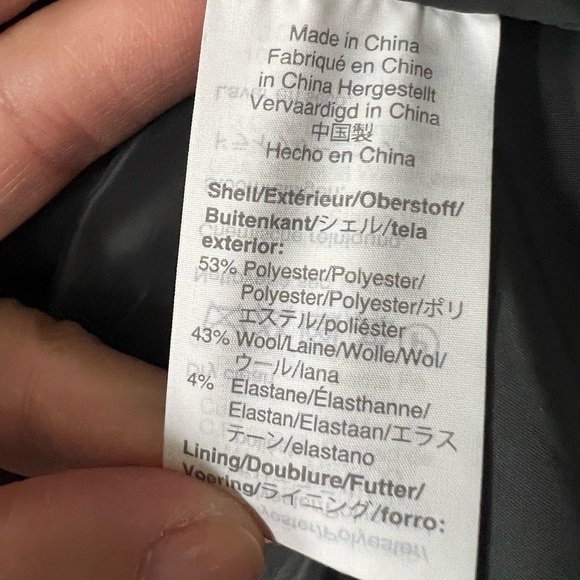 Made in China
Fabriqué en Chine
in China Hergestellt
Vervaardigd in China
中国製
Hecho en China
Shell/Extérieur/Oberstoff/
Buitenkant/シェル/tela
exterior:
53% Polyester/Polyester/
Polyester/Polyester/ポリ
エステル/poliéster
43% Wool/Laine/Wolle/Wol/
ウール/lana
4% Elastane/Élasthanne/
Elastan/Elastaan/エラス
テーン/elastano
Lining/Doublure/Futter/
Voering/ライニング/forro: